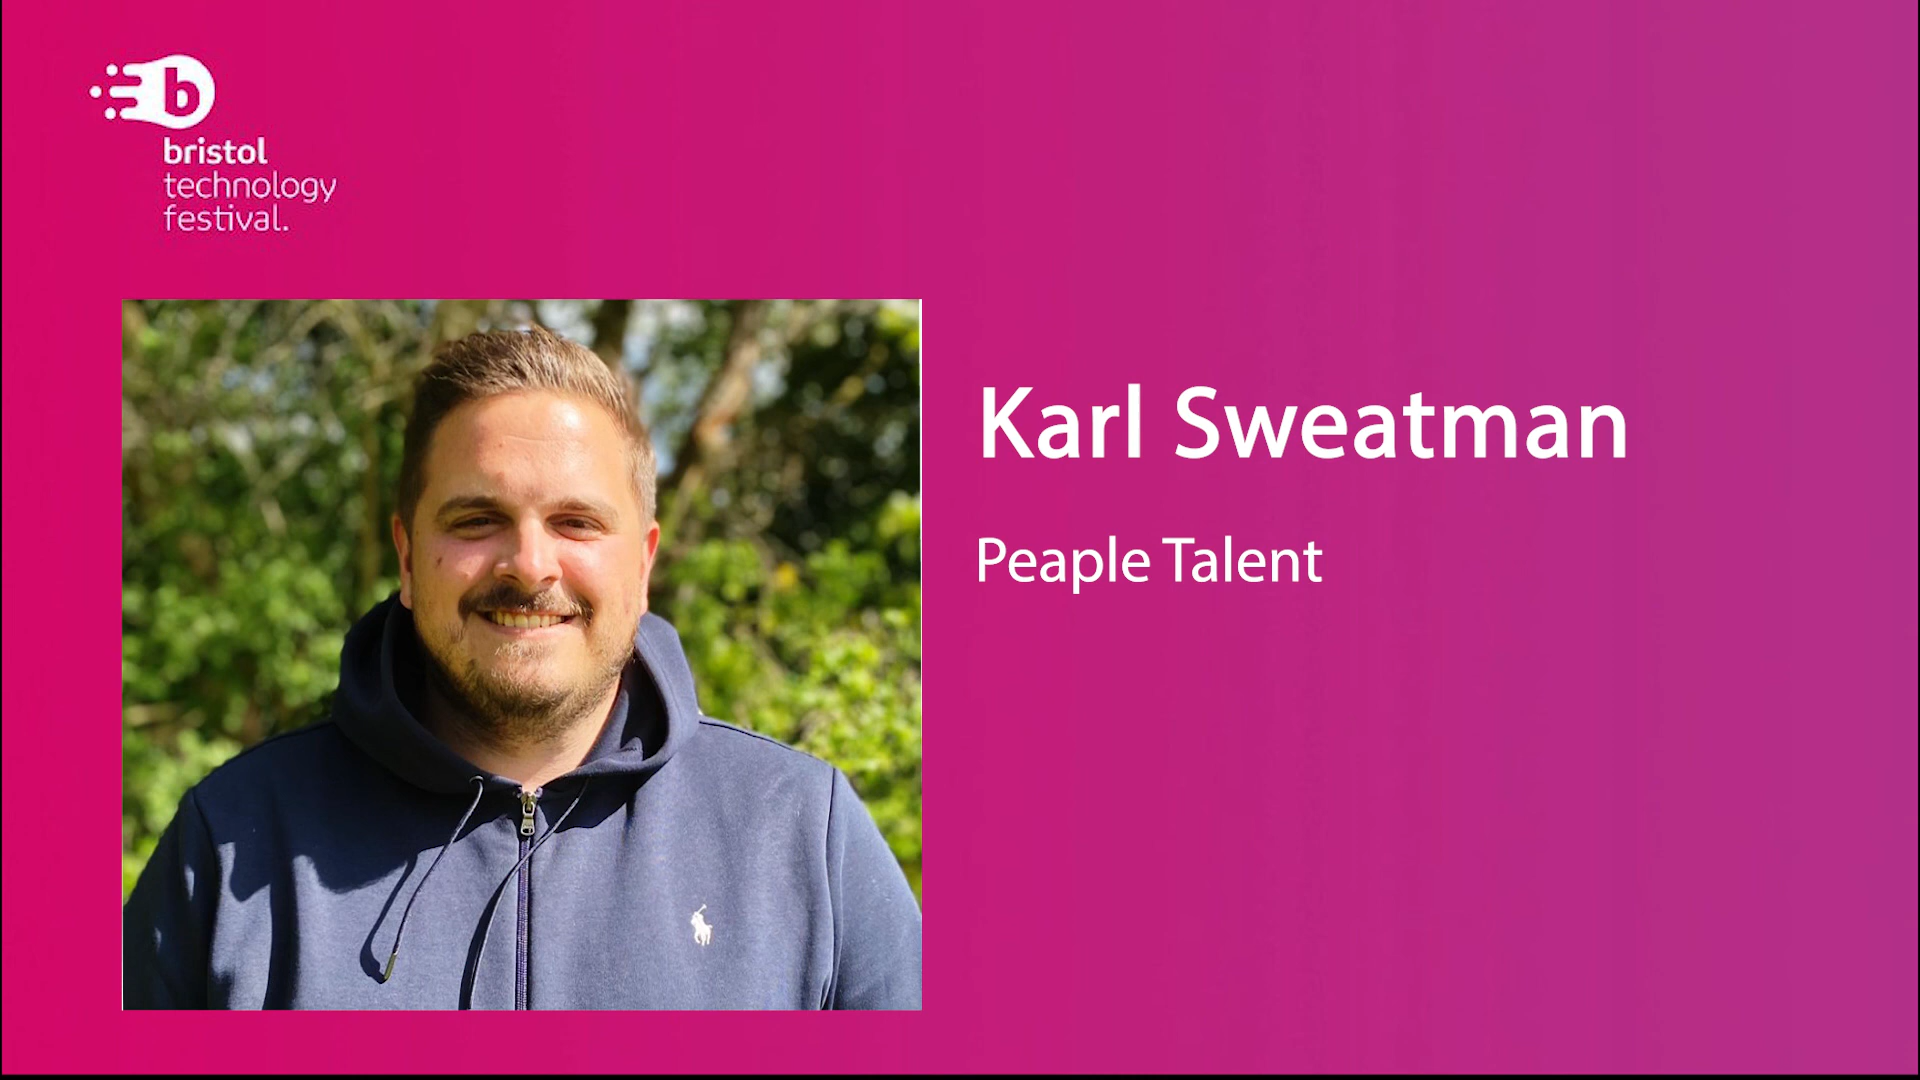 b
bristol
technology
festival.
Karl Sweatman
Peaple Talent